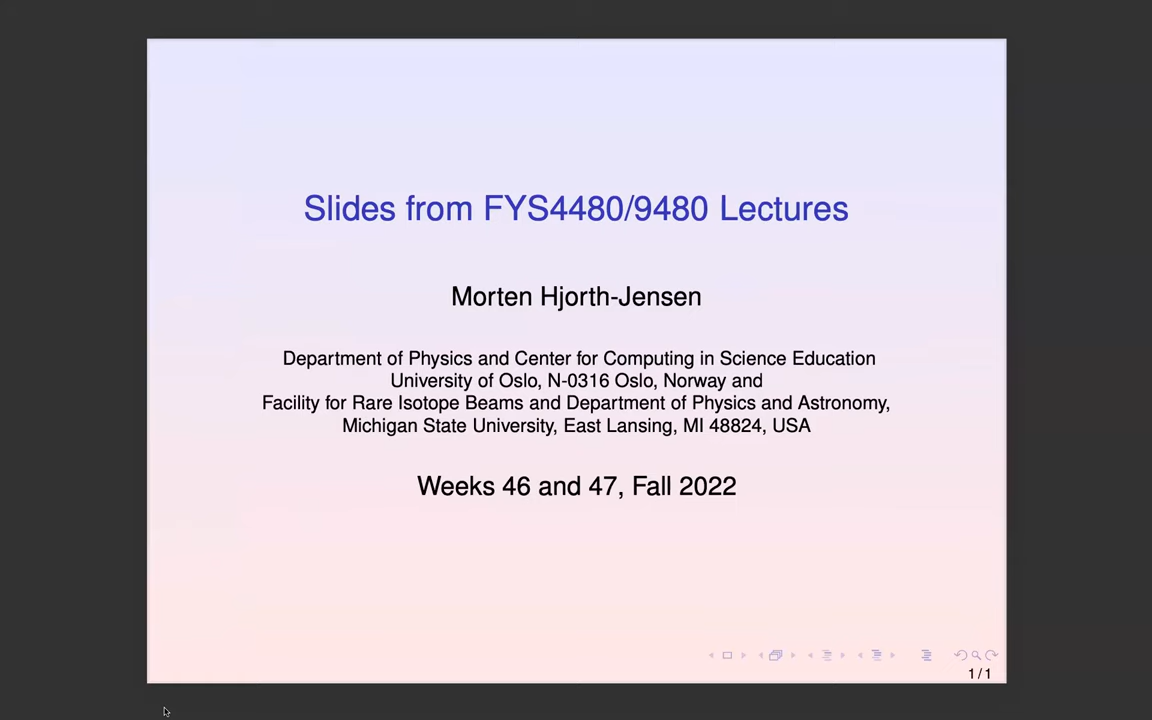 Slides from FYS4480/9480 Lectures
Morten Hjorth-Jensen
Department of Physics and Center for Computing in Science Education
University of Oslo, N-0316 Oslo, Norway and
Facility for Rare Isotope Beams and Department of Physics and Astronomy,
Michigan State University, East Lansing, MI 48824, USA
Weeks 46 and 47, Fall 2022
1 / 1